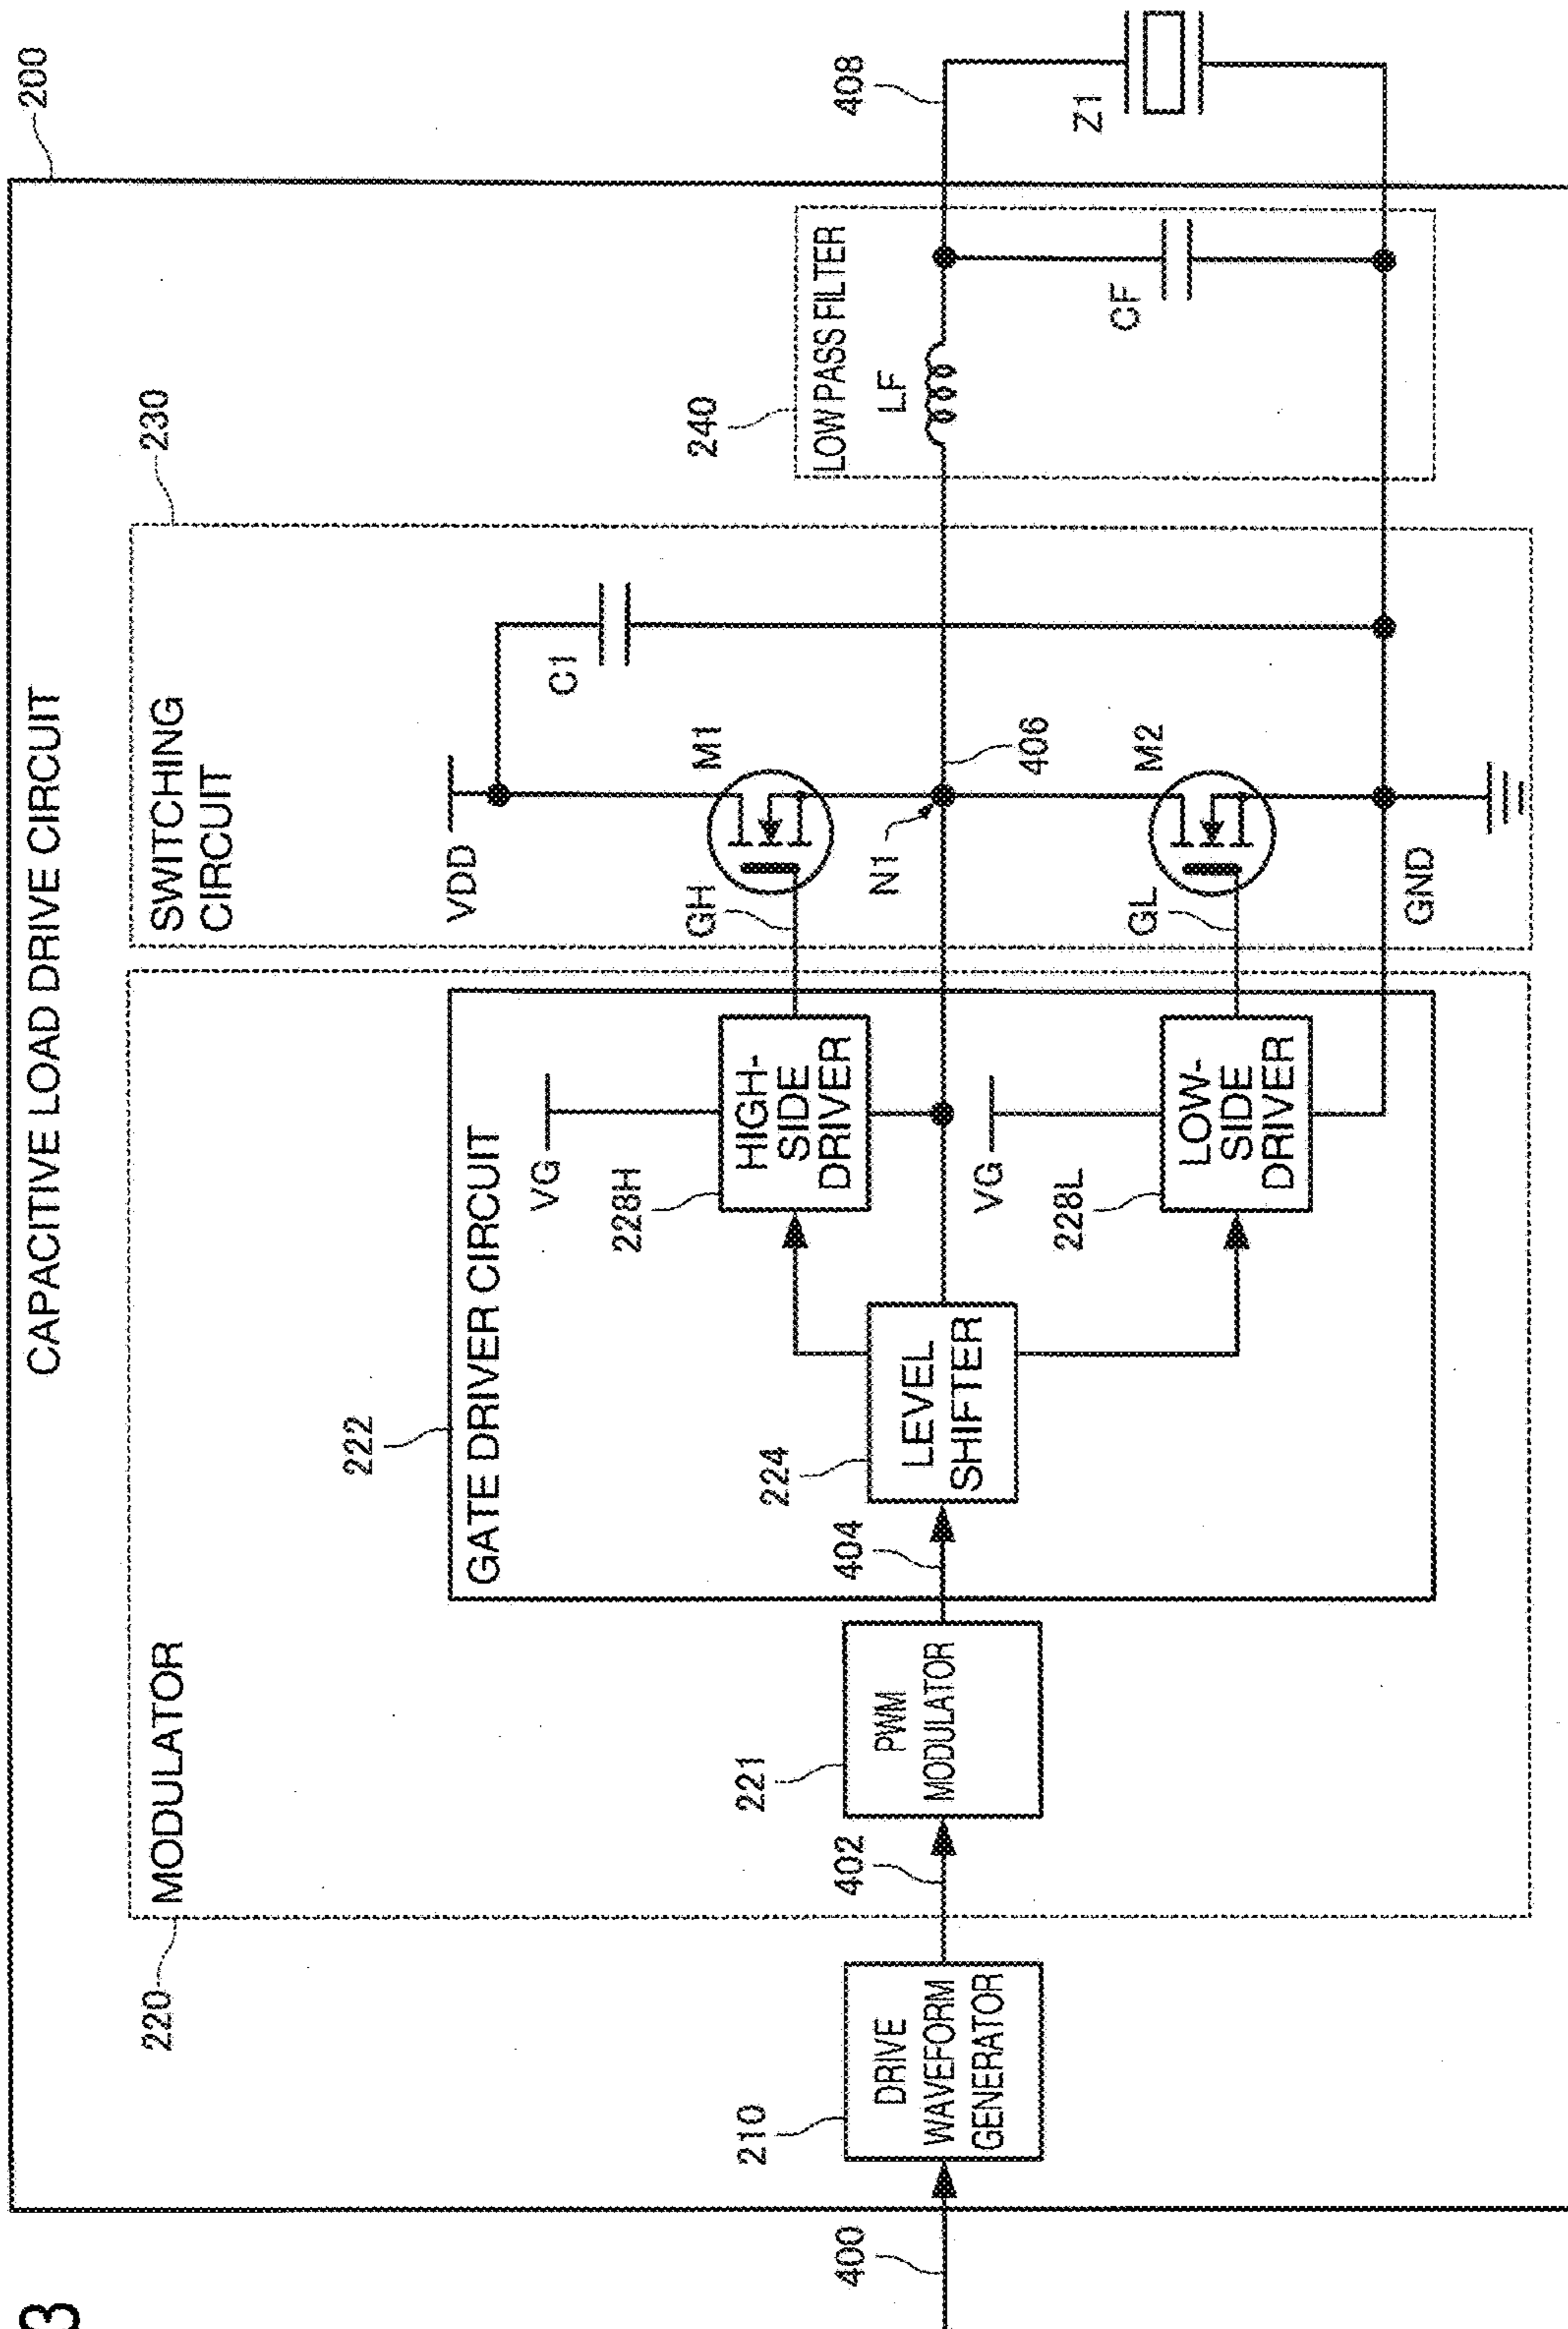 3
CAPACITIVE LOAD DRIVE CIRCUIT
200
220
MODULATOR
230
SWITCHING
CIRCUIT
222
GATE DRIVER CIRCUIT
VG
228H
HIGH-
SIDE
DRIVER
VG
228L
LOW-
SIDE
DRIVER
224
LEVEL
SHIFTER
404
221
PWM
MODULATOR
402
210
DRIVE
WAVEFORM
GENERATOR
400
VDD
C1
GH
M1
N1
406
GL
M2
GND
240
LOW PASS FILTER
LF
CF
408
Z1